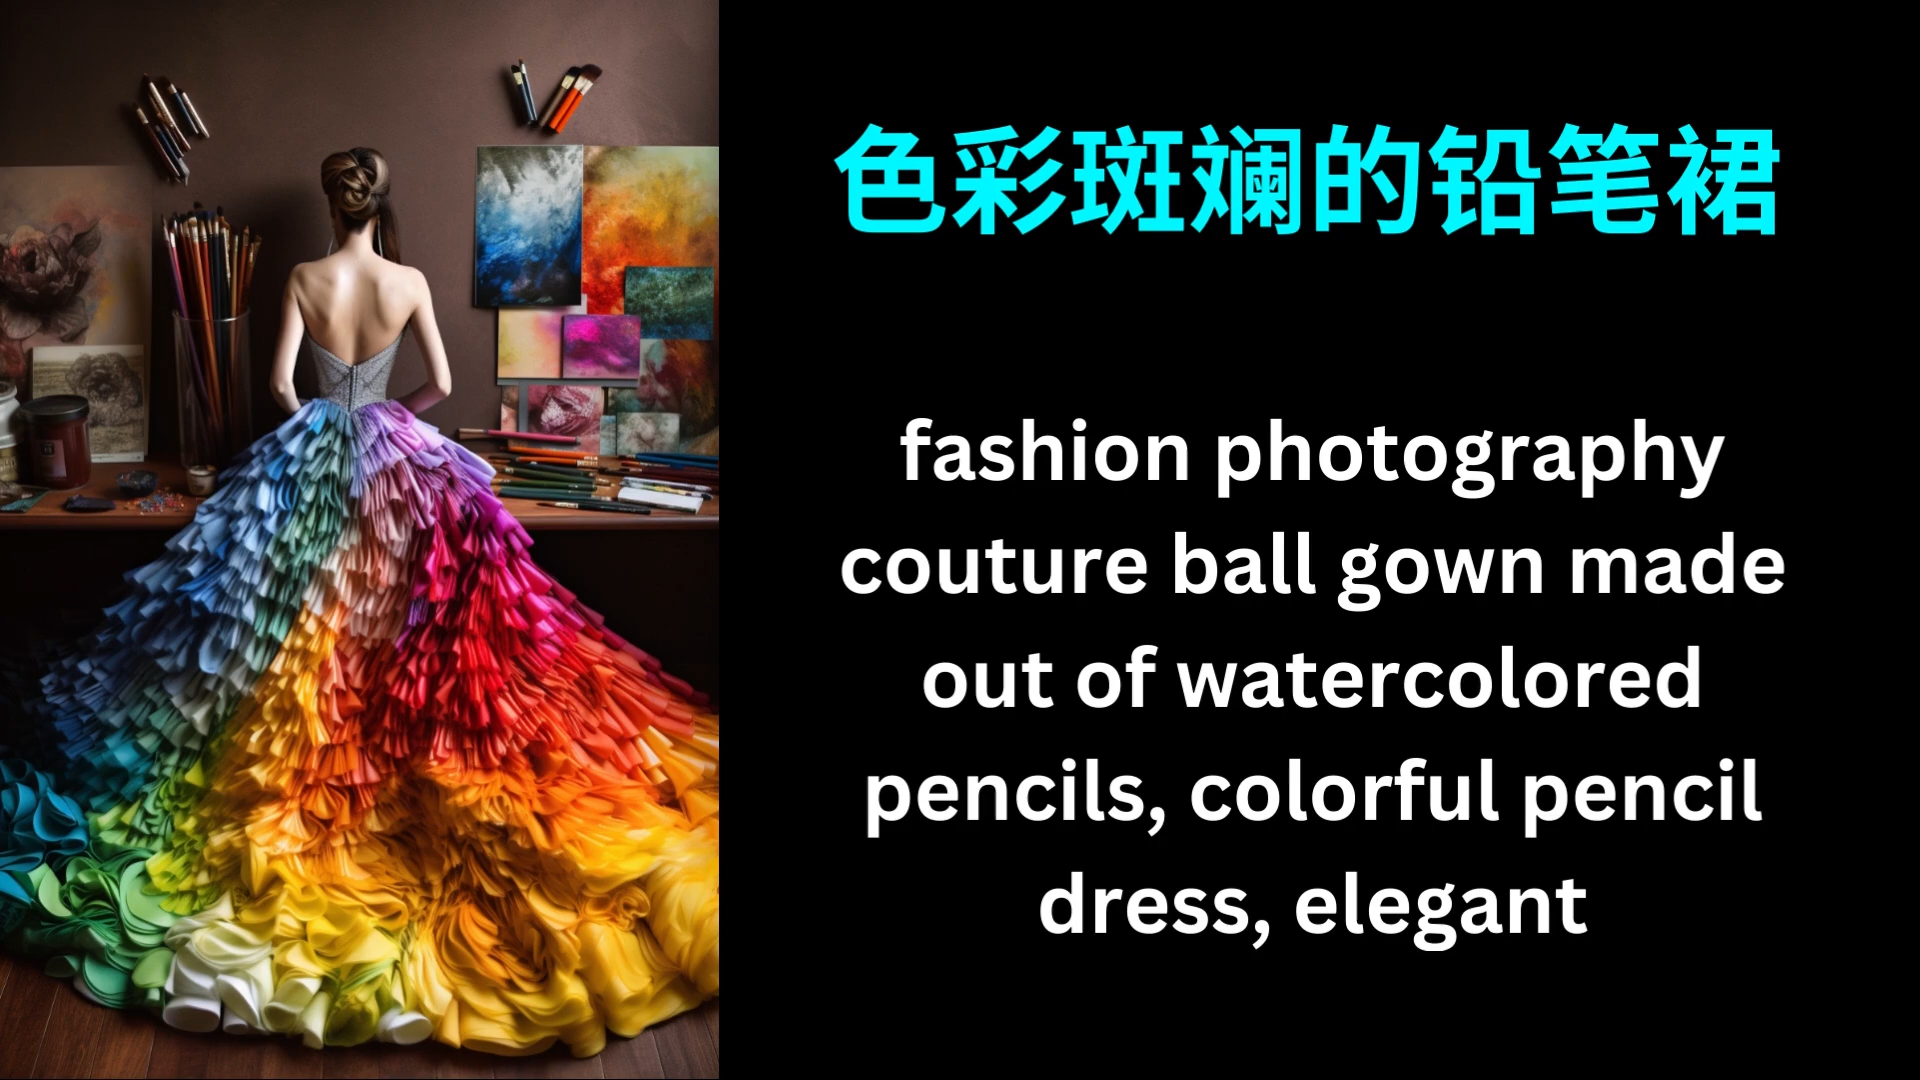 色彩斑斓的铅笔裙
fashion photography
couture ball gown made
out of watercolored
pencils, colorful pencil
dress, elegant